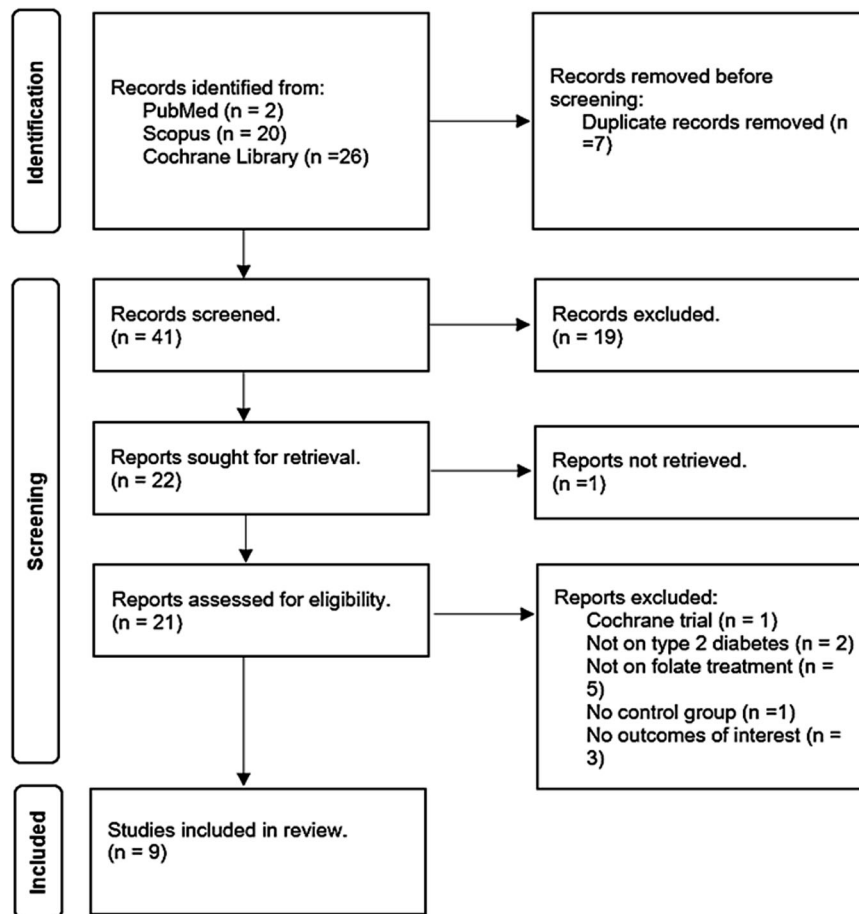 Identification
Records identified from:
PubMed (n = 2)
Scopus (n = 20)
Cochrane Library (n =26)
Records removed before
screening:
Duplicate records removed (n
=7)
Screening
Records screened.
(n = 41)
Records excluded.
(n = 19)
Reports sought for retrieval.
(n = 22)
Reports not retrieved.
(n =1)
Reports assessed for eligibility.
(n = 21)
Reports excluded:
Cochrane trial (n = 1)
Not on type 2 diabetes (n = 2)
Not on folate treatment (n =
5)
No control group (n =1)
No outcomes of interest (n =
3)
Included
Studies included in review.
(n = 9)